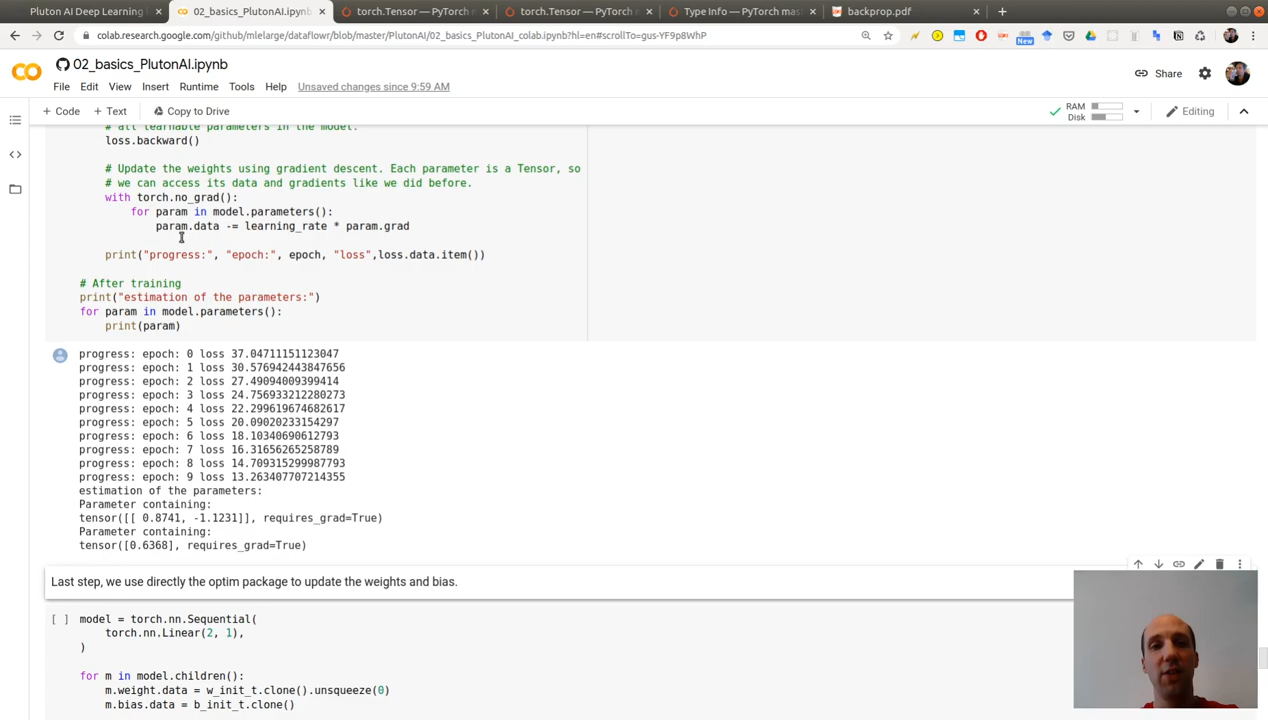 Pluton AI Deep Learning
02_basics_PlutonAI.ipynb
torch.Tensor — PyTorch
torch.Tensor — PyTorch
Type Info — PyTorch mas
backprop.pdf
colab.research.google.com/github/mlelarge/dataflowr/blob/master/PlutonAI/02_basics_PlutonAI_colab.ipynb?hl=en#scrollTo=gus-YF9p8WhP
New
02_basics_PlutonAI.ipynb
Share
File Edit View Insert Runtime Tools Help Unsaved changes since 9:59 AM
+ Code + Text Copy to Drive
RAM
Disk
Editing
# all learnable parameters in the model.
loss.backward()
# Update the weights using gradient descent. Each parameter is a Tensor, so
# we can access its data and gradients like we did before.
with torch.no_grad():
for param in model.parameters():
param.data -= learning_rate * param.grad
print("progress:", "epoch:", epoch, "loss",loss.data.item())
# After training
print("estimation of the parameters:")
for param in model.parameters():
print(param)
progress: epoch: 0 loss 37.04711151123047
progress: epoch: 1 loss 30.576942443847656
progress: epoch: 2 loss 27.49094009399414
progress: epoch: 3 loss 24.756933212280273
progress: epoch: 4 loss 22.299619674682617
progress: epoch: 5 loss 20.09020233154297
progress: epoch: 6 loss 18.10340690612793
progress: epoch: 7 loss 16.31656265258789
progress: epoch: 8 loss 14.709315299987793
progress: epoch: 9 loss 13.263407707214355
estimation of the parameters:
Parameter containing:
tensor([[ 0.8741, -1.1231]], requires_grad=True)
Parameter containing:
tensor([0.6368], requires_grad=True)
Last step, we use directly the optim package to update the weights and bias.
[ ] model = torch.nn.Sequential(
torch.nn.Linear(2, 1),
)
for m in model.children():
m.weight.data = w_init_t.clone().unsqueeze(0)
m.bias.data = b_init_t.clone()